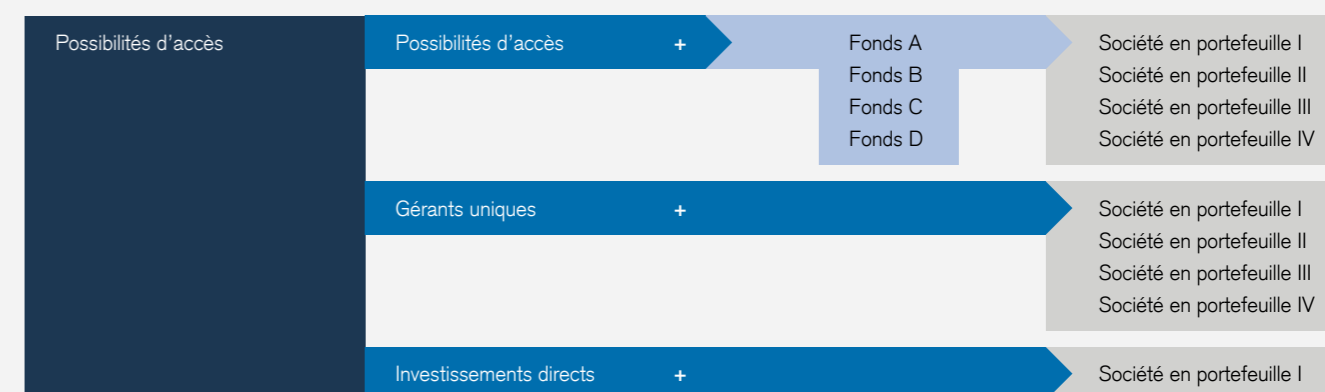 Possibilités d'accès
Possibilités d'accès +
Fonds A
Fonds B
Fonds C
Fonds D
Société en portefeuille I
Société en portefeuille II
Société en portefeuille III
Société en portefeuille IV
Gérants uniques +
Société en portefeuille I
Société en portefeuille II
Société en portefeuille III
Société en portefeuille IV
Investissements directs +
Société en portefeuille I